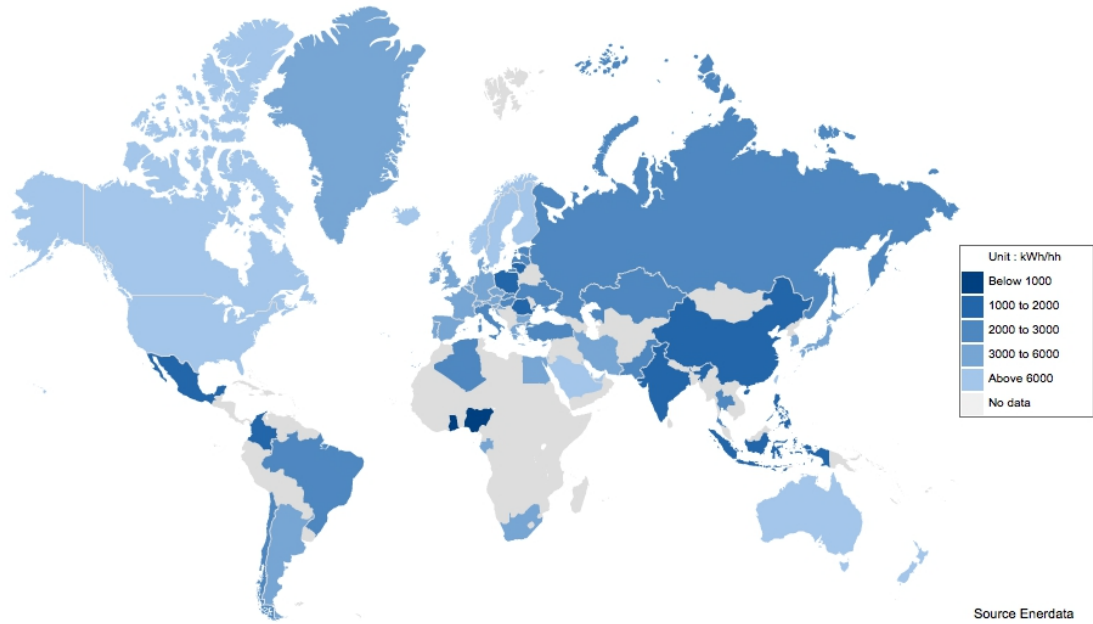 Unit : kWh/hh
Below 1000
1000 to 2000
2000 to 3000
3000 to 6000
Above 6000
No data
Source Enerdata